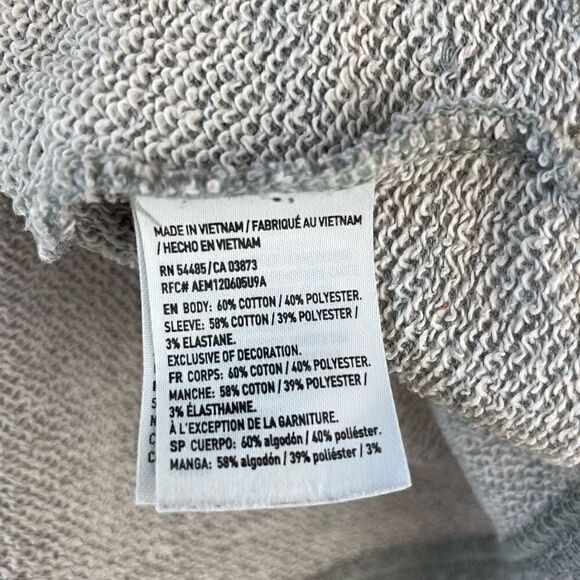 MADE IN VIETNAM / FABRIQUÉ AU VIETNAM
/ HECHO EN VIETNAM
RN 54485 / CA 03873
RFC# AEM120605U9A
EN BODY: 60% COTTON / 40% POLYESTER.
SLEEVE: 58% COTTON / 39% POLYESTER /
3% ELASTANE.
EXCLUSIVE OF DECORATION.
FR CORPS: 60% COTON / 40% POLYESTER.
MANCHE: 58% COTON / 39% POLYESTER /
3% ÉLASTHANNE.
À L'EXCEPTION DE LA GARNITURE.
SP CUERPO: 60% algodón / 40% poliéster.
MANGA: 58% algodón / 39% poliéster / 3%